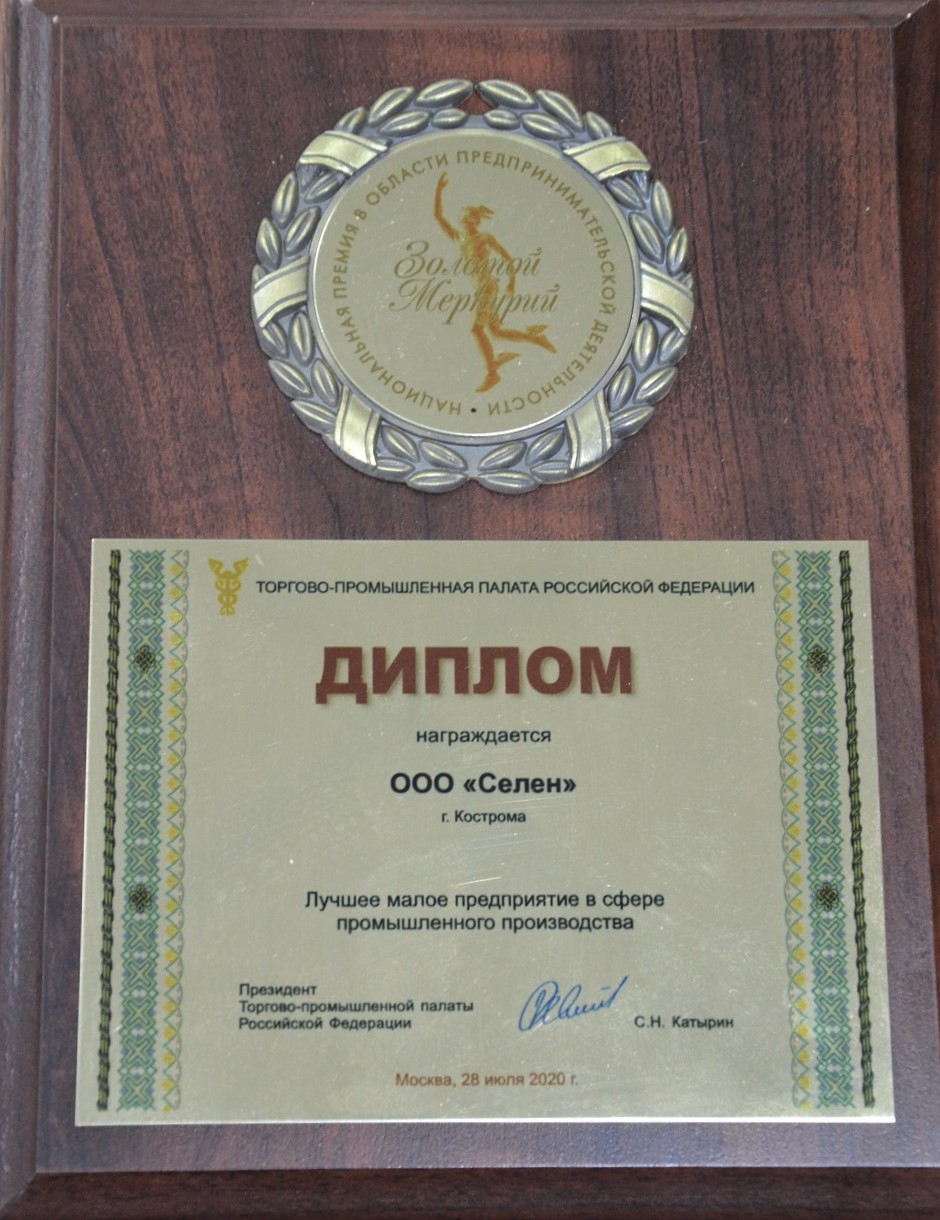 НАЦИОНАЛЬНАЯ ПРЕМИЯ В ОБЛАСТИ ПРЕДПРИНИМАТЕЛЬСКОЙ ДЕЯТЕЛЬНОСТИ •
Золотой
Меркурий
ТОРГОВО-ПРОМЫШЛЕННАЯ ПАЛАТА РОССИЙСКОЙ ФЕДЕРАЦИИ
ДИПЛОМ
награждается
ООО «Селен»
г. Кострома
Лучшее малое предприятие в сфере
промышленного производства
Президент
Торгово-промышленной палаты
Российской Федерации
С.Н. Катырин
Москва, 28 июля 2020 г.